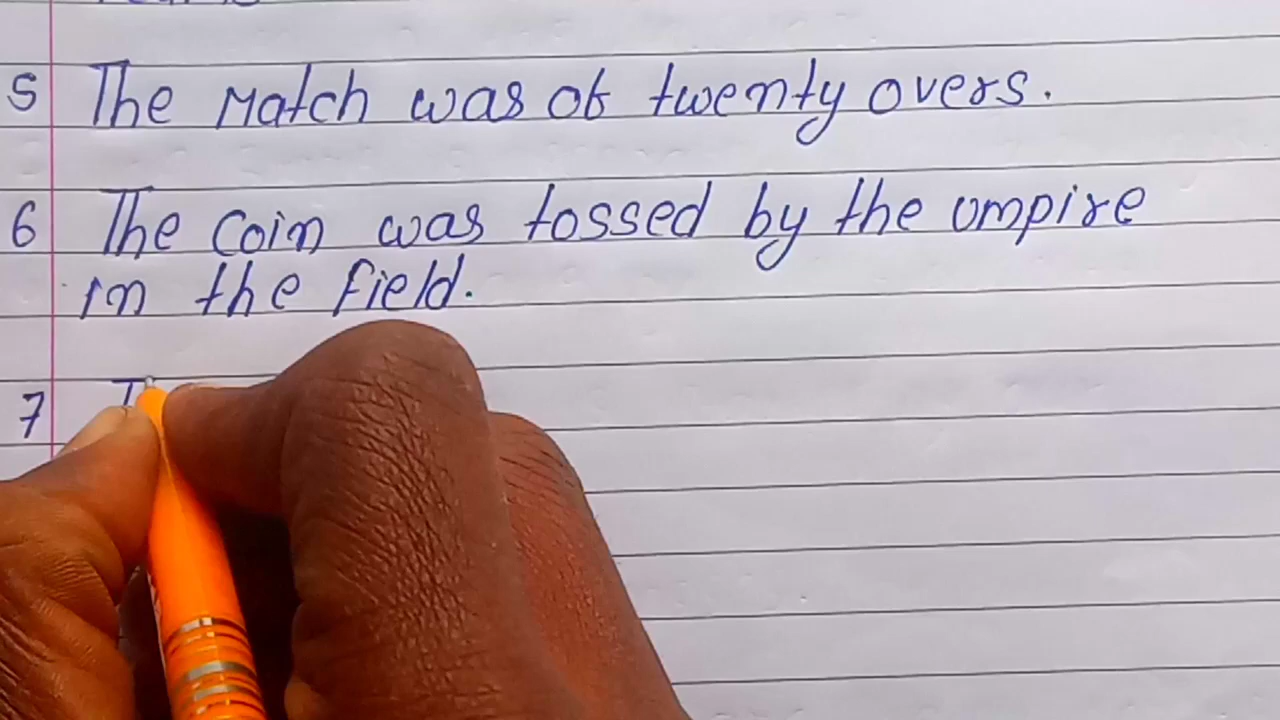 5 The Match was of twenty overs.
6 The Coin was tossed by the umpire
in the field.
7 T